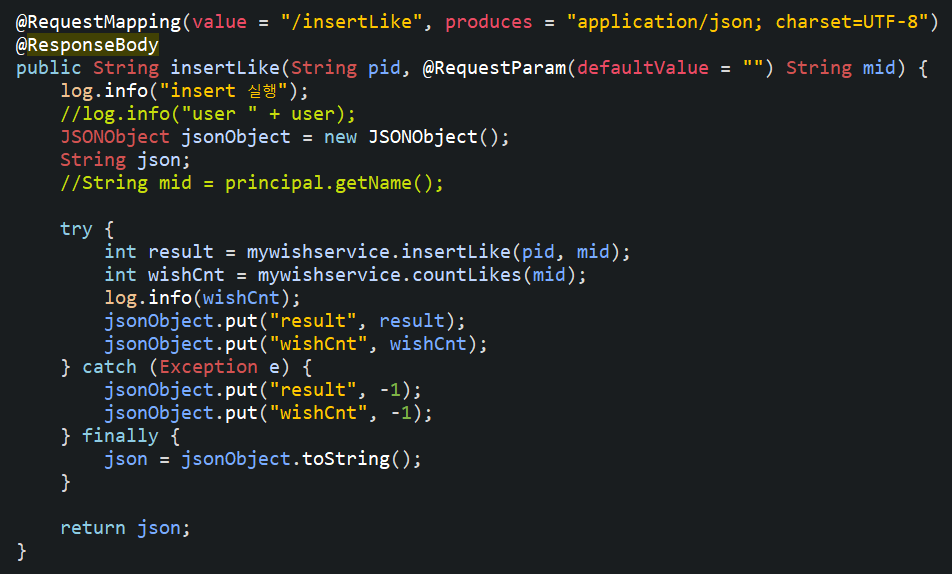 @RequestMapping(value = "/insertLike", produces = "application/json; charset=UTF-8")
@ResponseBody
public String insertLike(String pid, @RequestParam(defaultValue = "") String mid) {
    log.info("insert 실행");
    //log.info("user " + user);
    JSONObject jsonObject = new JSONObject();
    String json;
    //String mid = principal.getName();

    try {
        int result = mywishservice.insertLike(pid, mid);
        int wishCnt = mywishservice.countLikes(mid);
        log.info(wishCnt);
        jsonObject.put("result", result);
        jsonObject.put("wishCnt", wishCnt);
    } catch (Exception e) {
        jsonObject.put("result", -1);
        jsonObject.put("wishCnt", -1);
    } finally {
        json = jsonObject.toString();
    }

    return json;
}